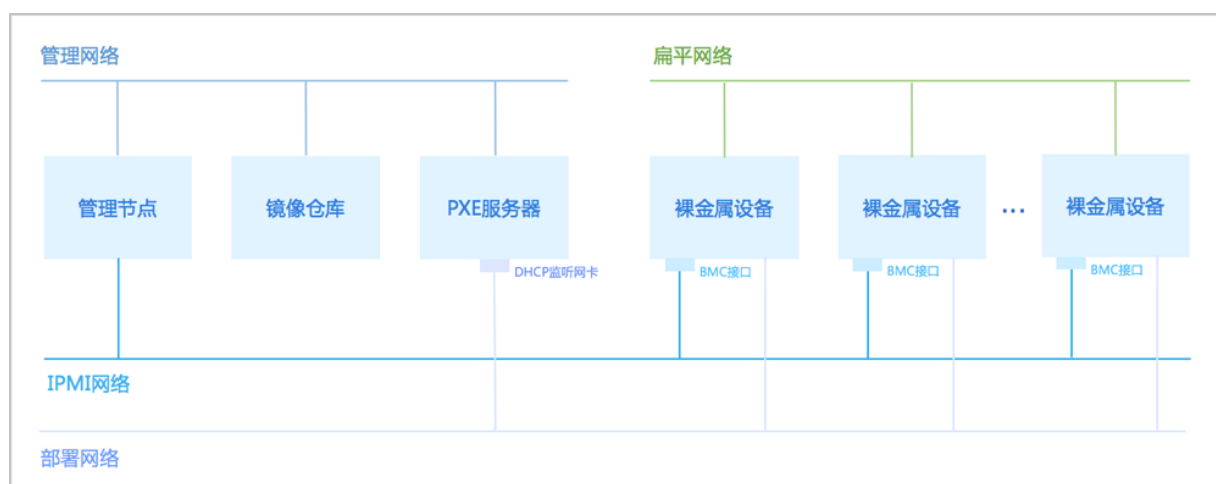 管理网络
扁平网络
管理节点
镜像仓库
PXE服务器
裸金属设备
裸金属设备
...
裸金属设备
DHCP监听网卡
BMC接口
BMC接口
BMC接口
IPMI网络
部署网络